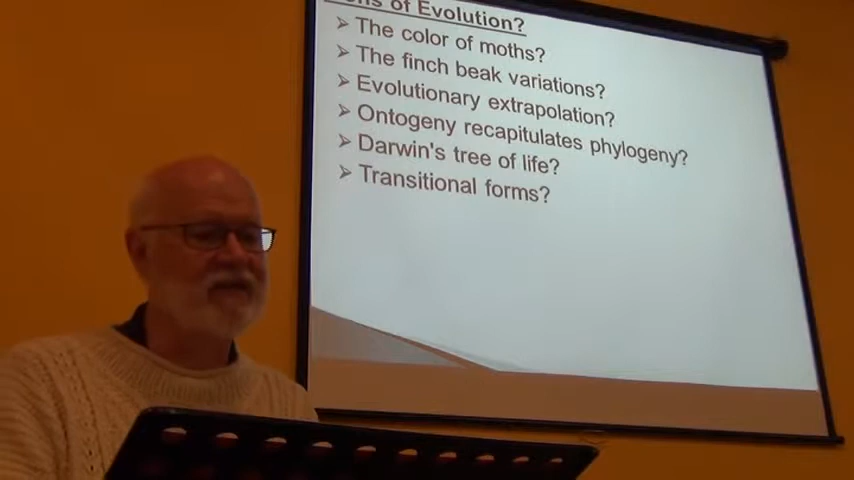 of Evolution?
➢ The color of moths?
➢ The finch beak variations?
➢ Evolutionary extrapolation?
➢ Ontogeny recapitulates phylogeny?
➢ Darwin's tree of life?
➢ Transitional forms?